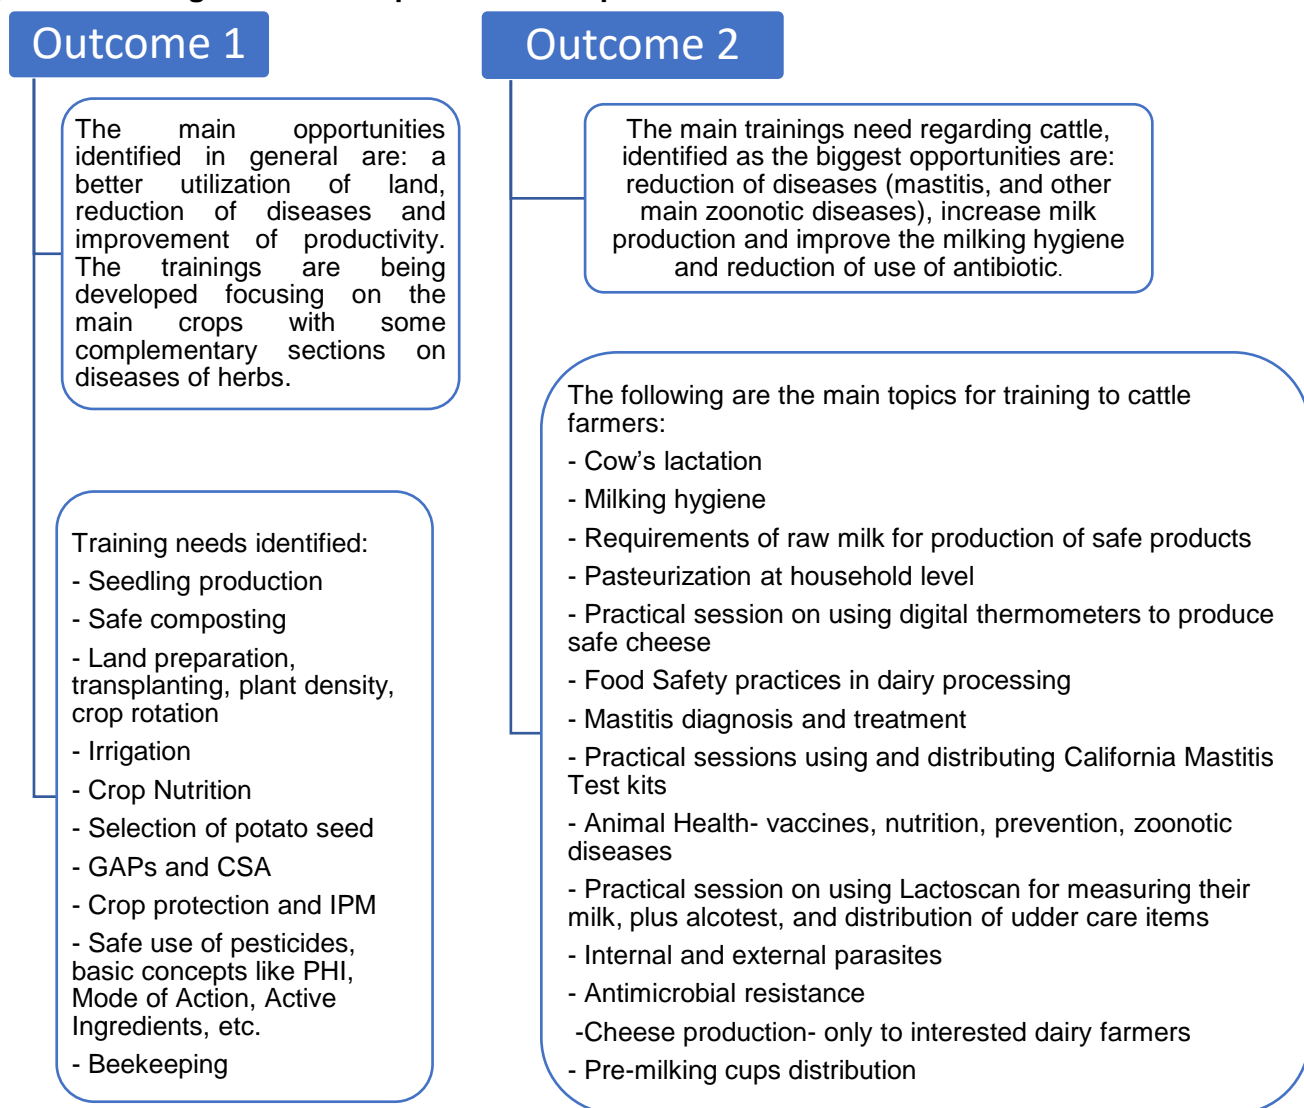 Outcome 1
The main opportunities
identified in general are: a
better utilization of land,
reduction of diseases and
improvement of productivity.
The trainings are being
developed focusing on the
main crops with some
complementary sections on
diseases of herbs.
Training needs identified:
- Seedling production
- Safe composting
- Land preparation,
transplanting, plant density,
crop rotation
- Irrigation
- Crop Nutrition
- Selection of potato seed
- GAPs and CSA
- Crop protection and IPM
- Safe use of pesticides,
basic concepts like PHI,
Mode of Action, Active
Ingredients, etc.
- Beekeeping
Outcome 2
The main trainings need regarding cattle,
identified as the biggest opportunities are:
reduction of diseases (mastitis, and other
main zoonotic diseases), increase milk
production and improve the milking hygiene
and reduction of use of antibiotic.
The following are the main topics for training to cattle
farmers:
- Cow’s lactation
- Milking hygiene
- Requirements of raw milk for production of safe products
- Pasteurization at household level
- Practical session on using digital thermometers to produce
safe cheese
- Food Safety practices in dairy processing
- Mastitis diagnosis and treatment
- Practical sessions using and distributing California Mastitis
Test kits
- Animal Health- vaccines, nutrition, prevention, zoonotic
diseases
- Practical session on using Lactoscan for measuring their
milk, plus alcotest, and distribution of udder care items
- Internal and external parasites
- Antimicrobial resistance
-Cheese production- only to interested dairy farmers
- Pre-milking cups distribution